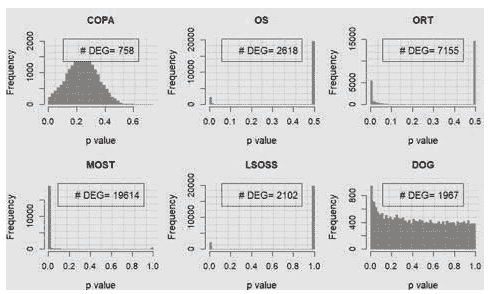 COPA
OS
ORT
# DEG= 758
# DEG= 2618
# DEG= 7155
Frequency
0 1000 2000
0.0 0.2 0.4 0.6
p value
Frequency
0 10000 20000
0.0 0.1 0.2 0.3 0.4 0.5
p value
Frequency
0 5000 15000
0.0 0.1 0.2 0.3 0.4 0.5
p value
MOST
LSOSS
DOG
# DEG= 19614
# DEG= 2102
# DEG= 1967
Frequency
0 10000
0.0 0.2 0.4 0.6 0.8 1.0
p value
Frequency
0 10000 20000
0.0 0.2 0.4 0.6 0.8 1.0
p value
Frequency
0 400 800
0.0 0.2 0.4 0.6 0.8 1.0
p value